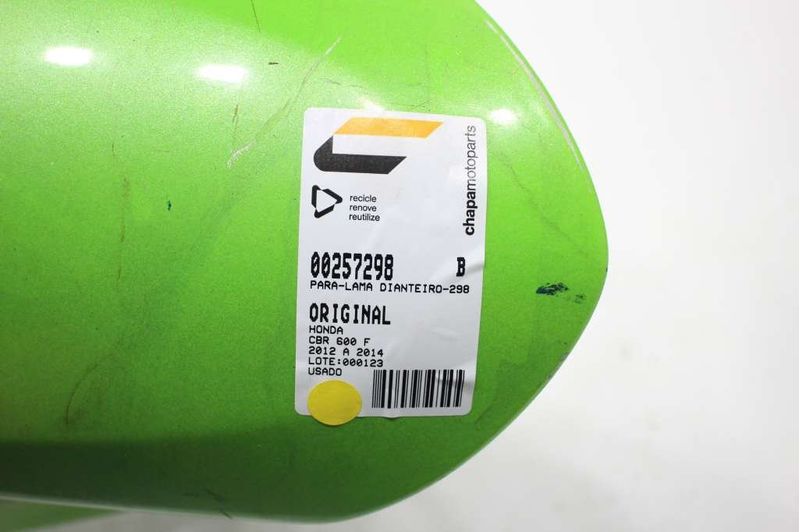 chapamotoparts
recicle
renove
reutilize
00257298 B
PARA-LAMA DIANTEIRO-298
ORIGINAL
HONDA
CBR 600 F
2012 A 2014
LOTE:000123
USADO